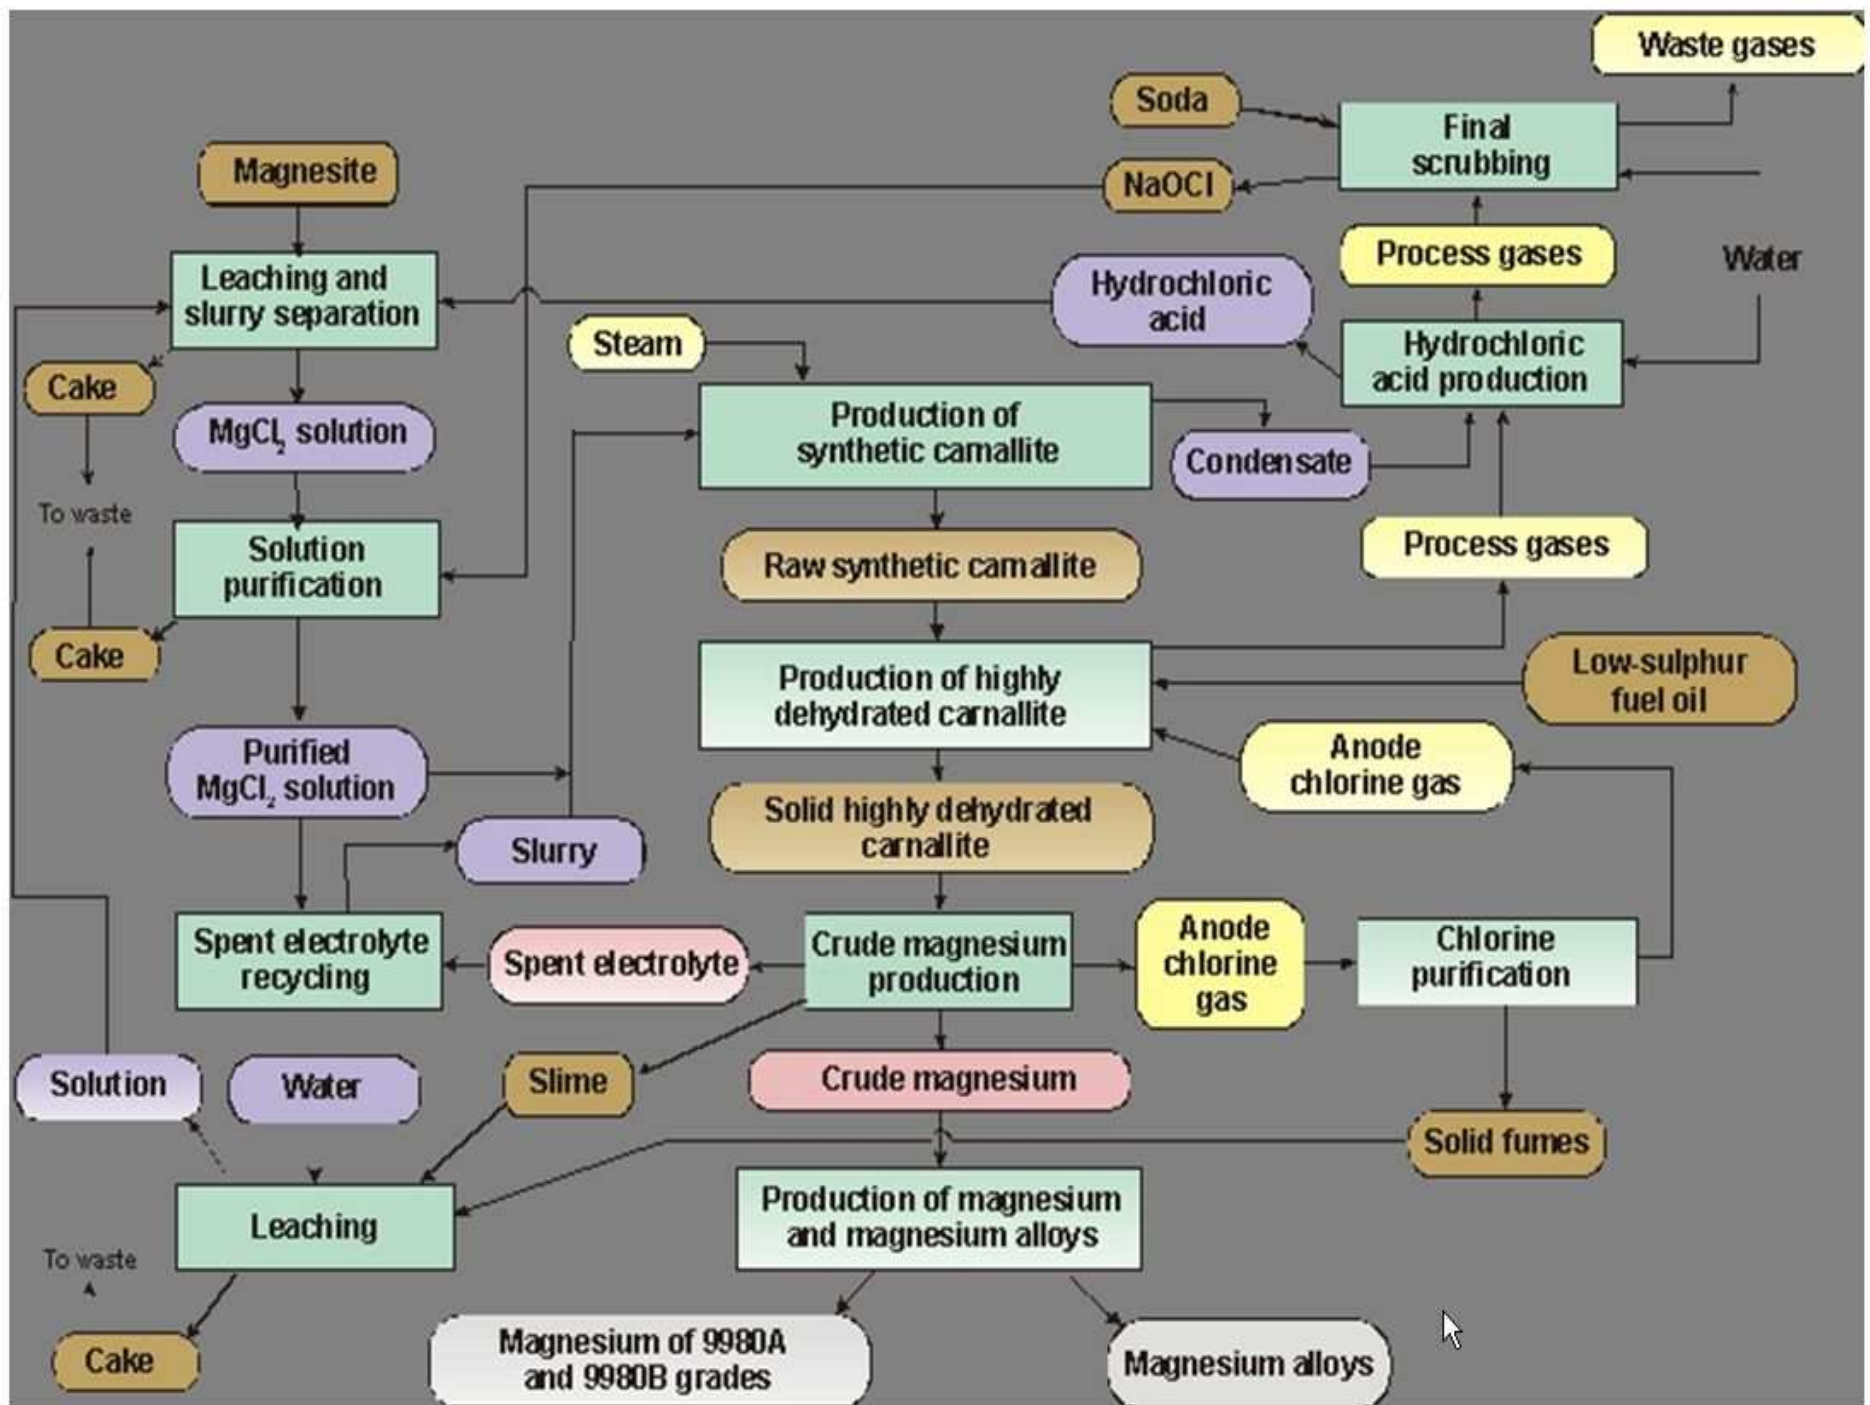 Waste gases
Soda
Final
scrubbing
Magnesite
NaOCl
Process gases
Water
Leaching and
slurry separation
Hydrochloric
acid
Steam
Hydrochloric
acid production
Cake
MgCl₂ solution
Production of
synthetic carnallite
Condensate
To waste
Solution
purification
Raw synthetic carnallite
Process gases
Cake
Production of highly
dehydrated carnallite
Low-sulphur
fuel oil
Purified
MgCl₂ solution
Anode
chlorine gas
Solid highly dehydrated
carnallite
Slurry
Spent electrolyte
recycling
Spent electrolyte
Crude magnesium
production
Anode
chlorine
gas
Chlorine
purification
Solution
Water
Slime
Crude magnesium
Solid fumes
Leaching
Production of magnesium
and magnesium alloys
To waste
Cake
Magnesium of 9980A
and 9980B grades
Magnesium alloys